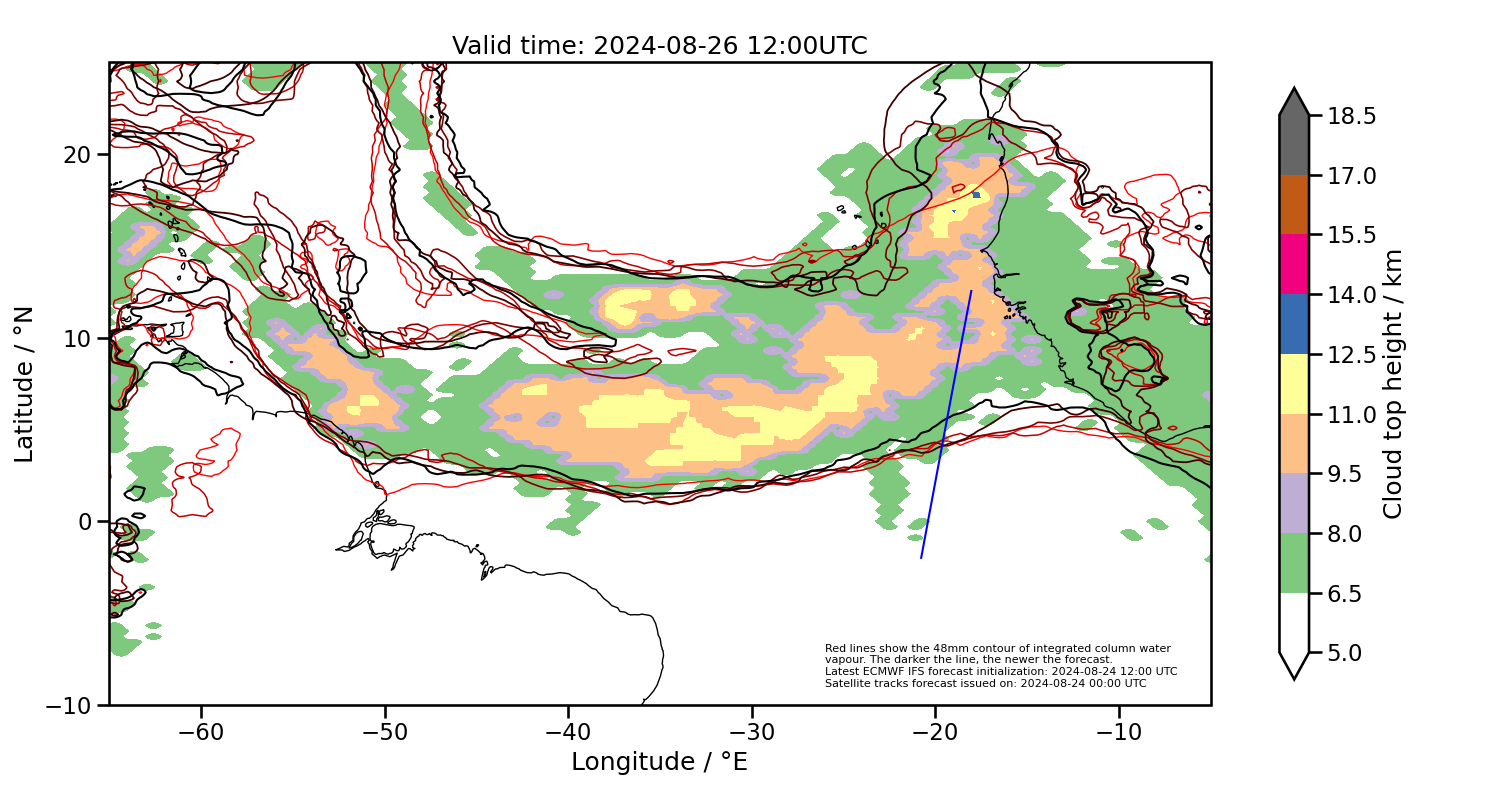 Valid time: 2024-08-26 12:00UTC
20
10
0
−10
Latitude / °N
−60
−50
−40
−30
−20
−10
Longitude / °E
Red lines show the 48mm contour of integrated column water
vapour. The darker the line, the newer the forecast.
Latest ECMWF IFS forecast initialization: 2024-08-24 12:00 UTC
Satellite tracks forecast issued on: 2024-08-24 00:00 UTC
18.5
17.0
15.5
14.0
12.5
11.0
9.5
8.0
6.5
5.0
Cloud top height / km